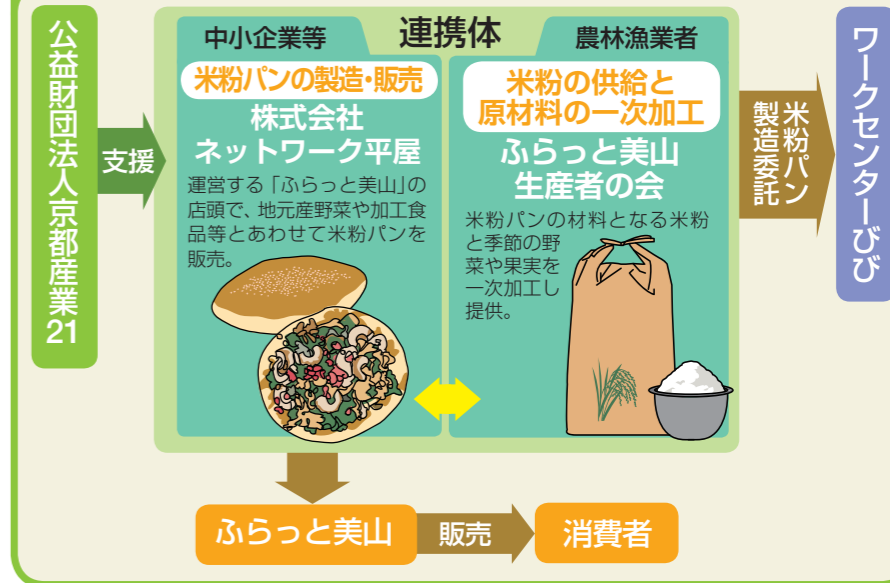 公益財団法人京都産業21
支援
連携体
中小企業等
米粉パンの製造・販売
株式会社
ネットワーク平屋
運営する「ふらっと美山」の
店頭で、地元産野菜や加工食
品等とあわせて米粉パンを
販売。
農林漁業者
米粉の供給と
原材料の一次加工
ふらっと美山
生産者の会
米粉パンの材料となる米粉
と季節の野
菜や果実を
一次加工し
提供。
米粉パン
製造委託
ワークセンターびび
ふらっと美山
販売
消費者